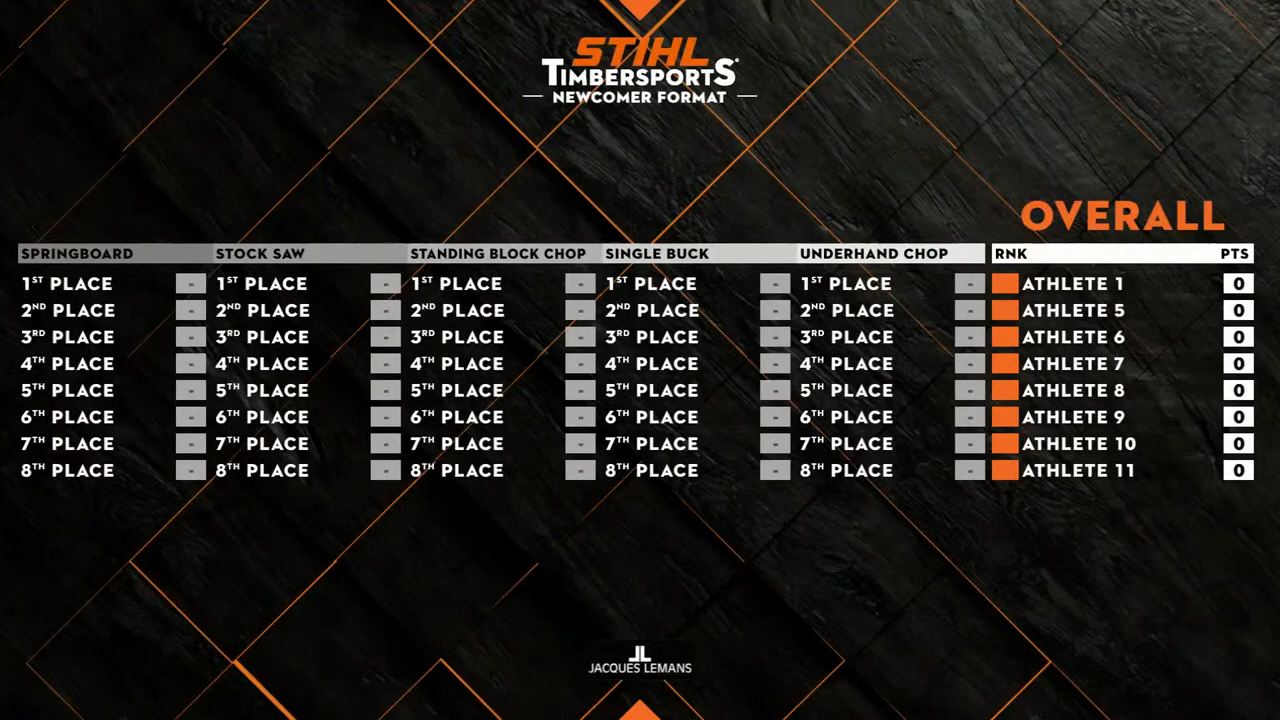 STIHL
TIMBERSPORTS®
NEWCOMER FORMAT
OVERALL
SPRINGBOARD STOCK SAW STANDING BLOCK CHOP SINGLE BUCK UNDERHAND CHOP RNK PTS
1ST PLACE - 1ST PLACE - 1ST PLACE - 1ST PLACE - 1ST PLACE - ATHLETE 1 0
2ND PLACE - 2ND PLACE - 2ND PLACE - 2ND PLACE - 2ND PLACE - ATHLETE 5 0
3RD PLACE - 3RD PLACE - 3RD PLACE - 3RD PLACE - 3RD PLACE - ATHLETE 6 0
4TH PLACE - 4TH PLACE - 4TH PLACE - 4TH PLACE - 4TH PLACE - ATHLETE 7 0
5TH PLACE - 5TH PLACE - 5TH PLACE - 5TH PLACE - 5TH PLACE - ATHLETE 8 0
6TH PLACE - 6TH PLACE - 6TH PLACE - 6TH PLACE - 6TH PLACE - ATHLETE 9 0
7TH PLACE - 7TH PLACE - 7TH PLACE - 7TH PLACE - 7TH PLACE - ATHLETE 10 0
8TH PLACE - 8TH PLACE - 8TH PLACE - 8TH PLACE - 8TH PLACE - ATHLETE 11 0
JL
JACQUES LEMANS